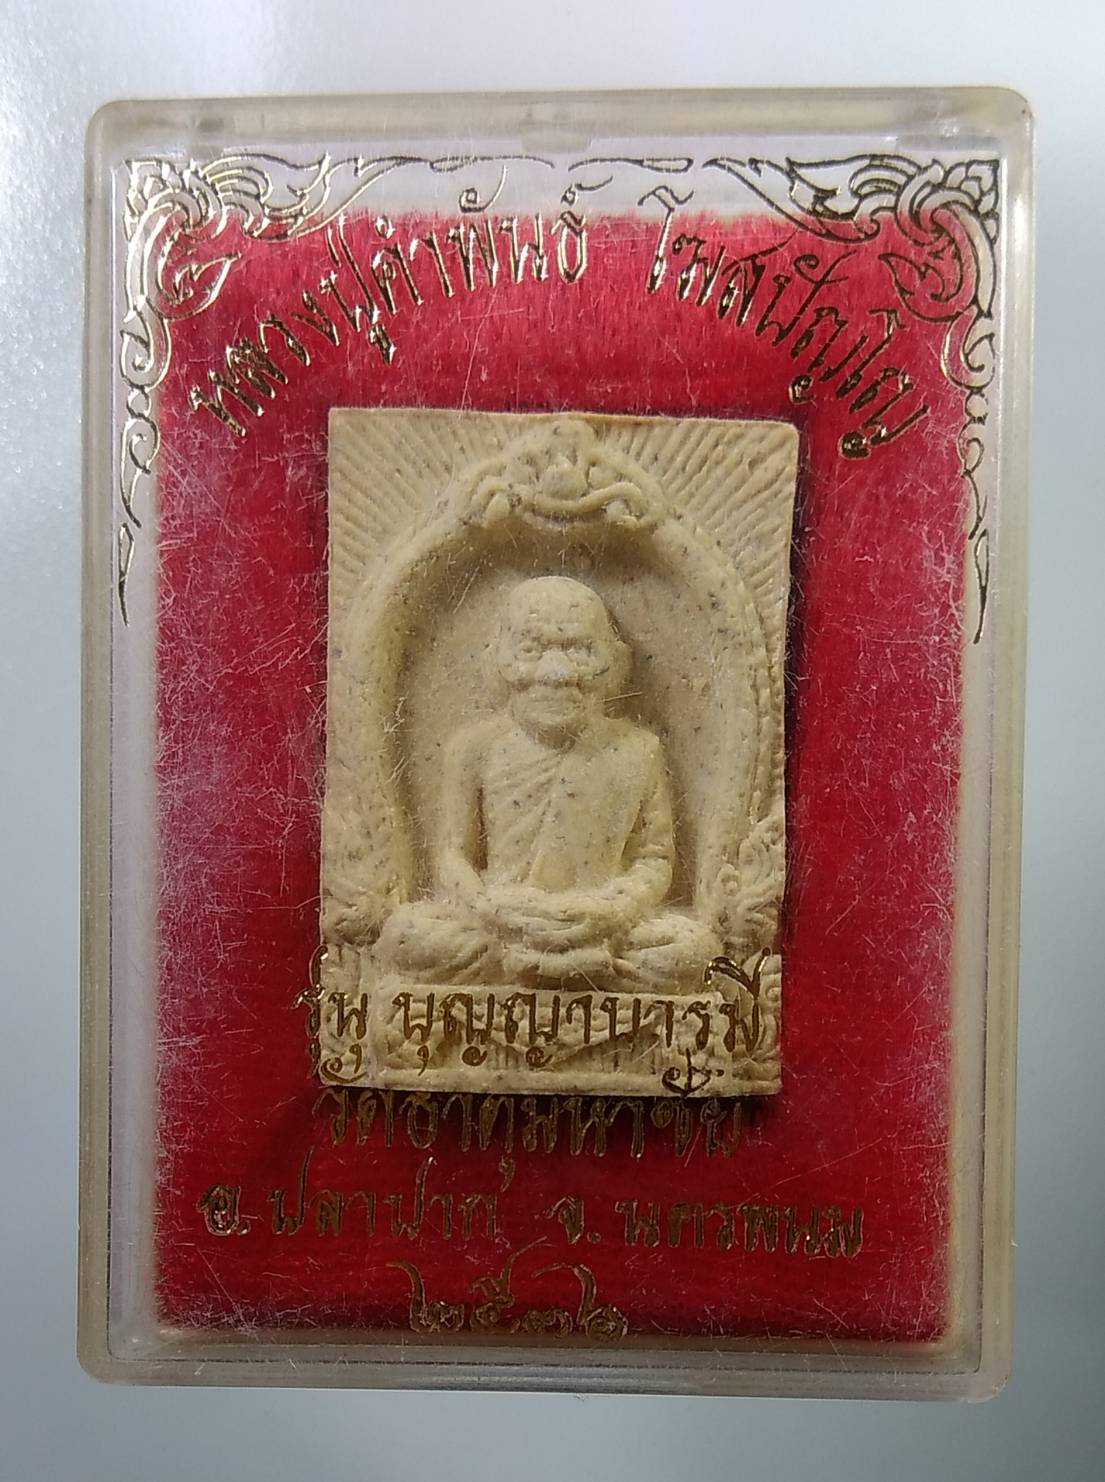 หลวงปู่คำพันธ์ โฆสปัญโญ
รุ่น บุญญาบารมี
วัดธาตุมหาชัย
อ. ปลาปาก จ. นครพนม
๒๕๓๖